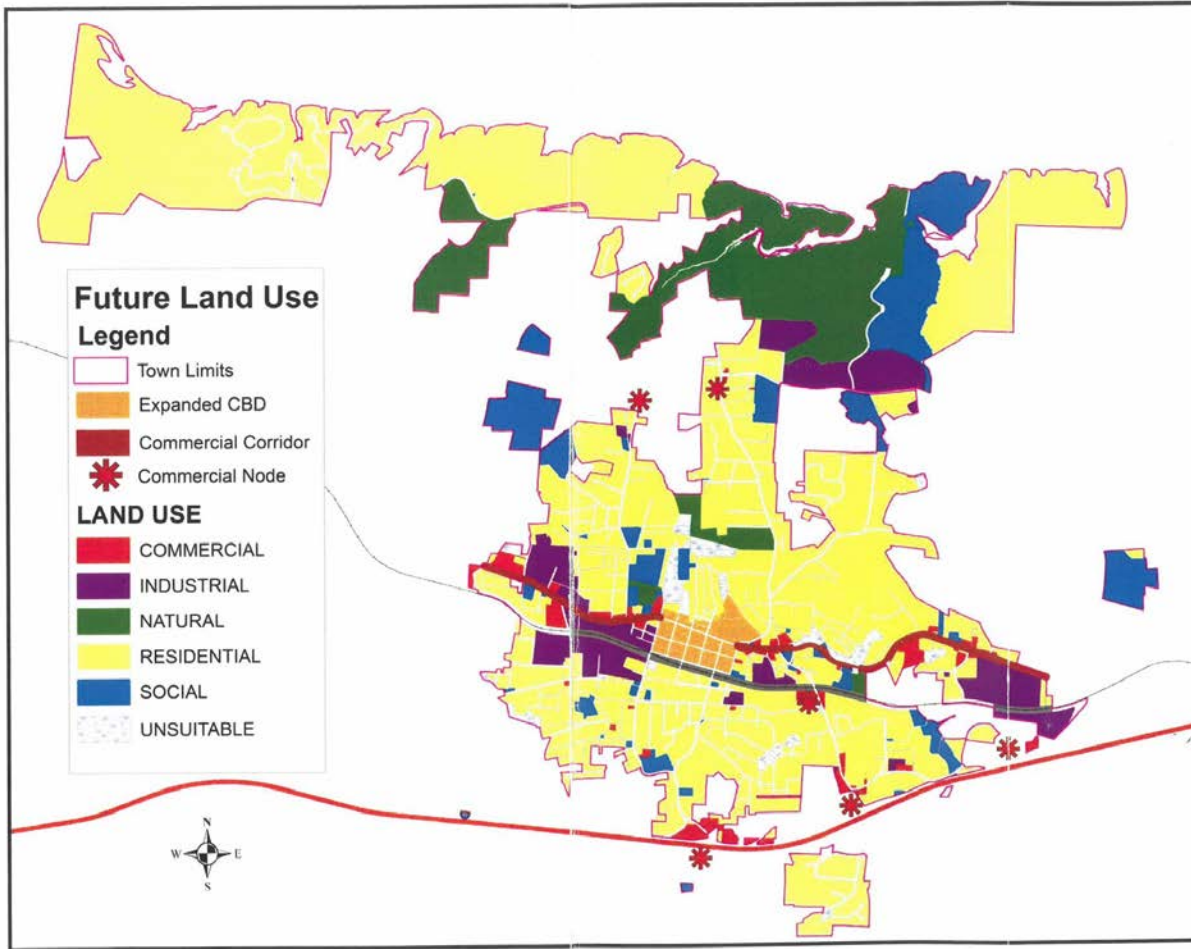 Future Land Use
Legend
Town Limits
Expanded CBD
Commercial Corridor
Commercial Node
LAND USE
COMMERCIAL
INDUSTRIAL
NATURAL
RESIDENTIAL
SOCIAL
UNSUITABLE
N
W E
S